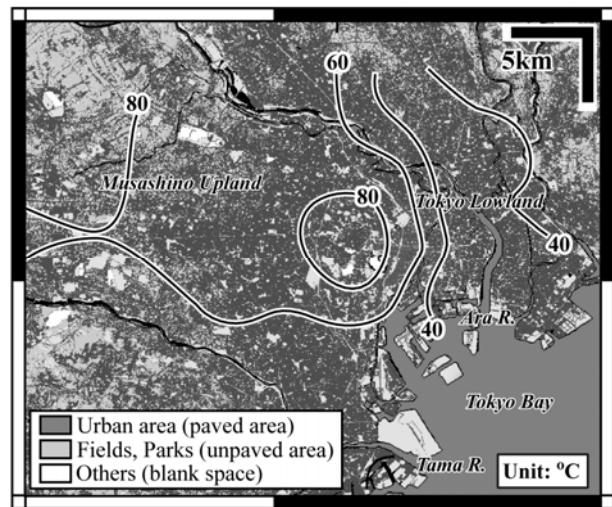 60
5km
80
80
Musashino Upland
Tokyo Lowland
40
Ara R.
40
Tokyo Bay
Urban area (paved area)
Fields, Parks (unpaved area)
Others (blank space)
Tama R.
Unit: °C